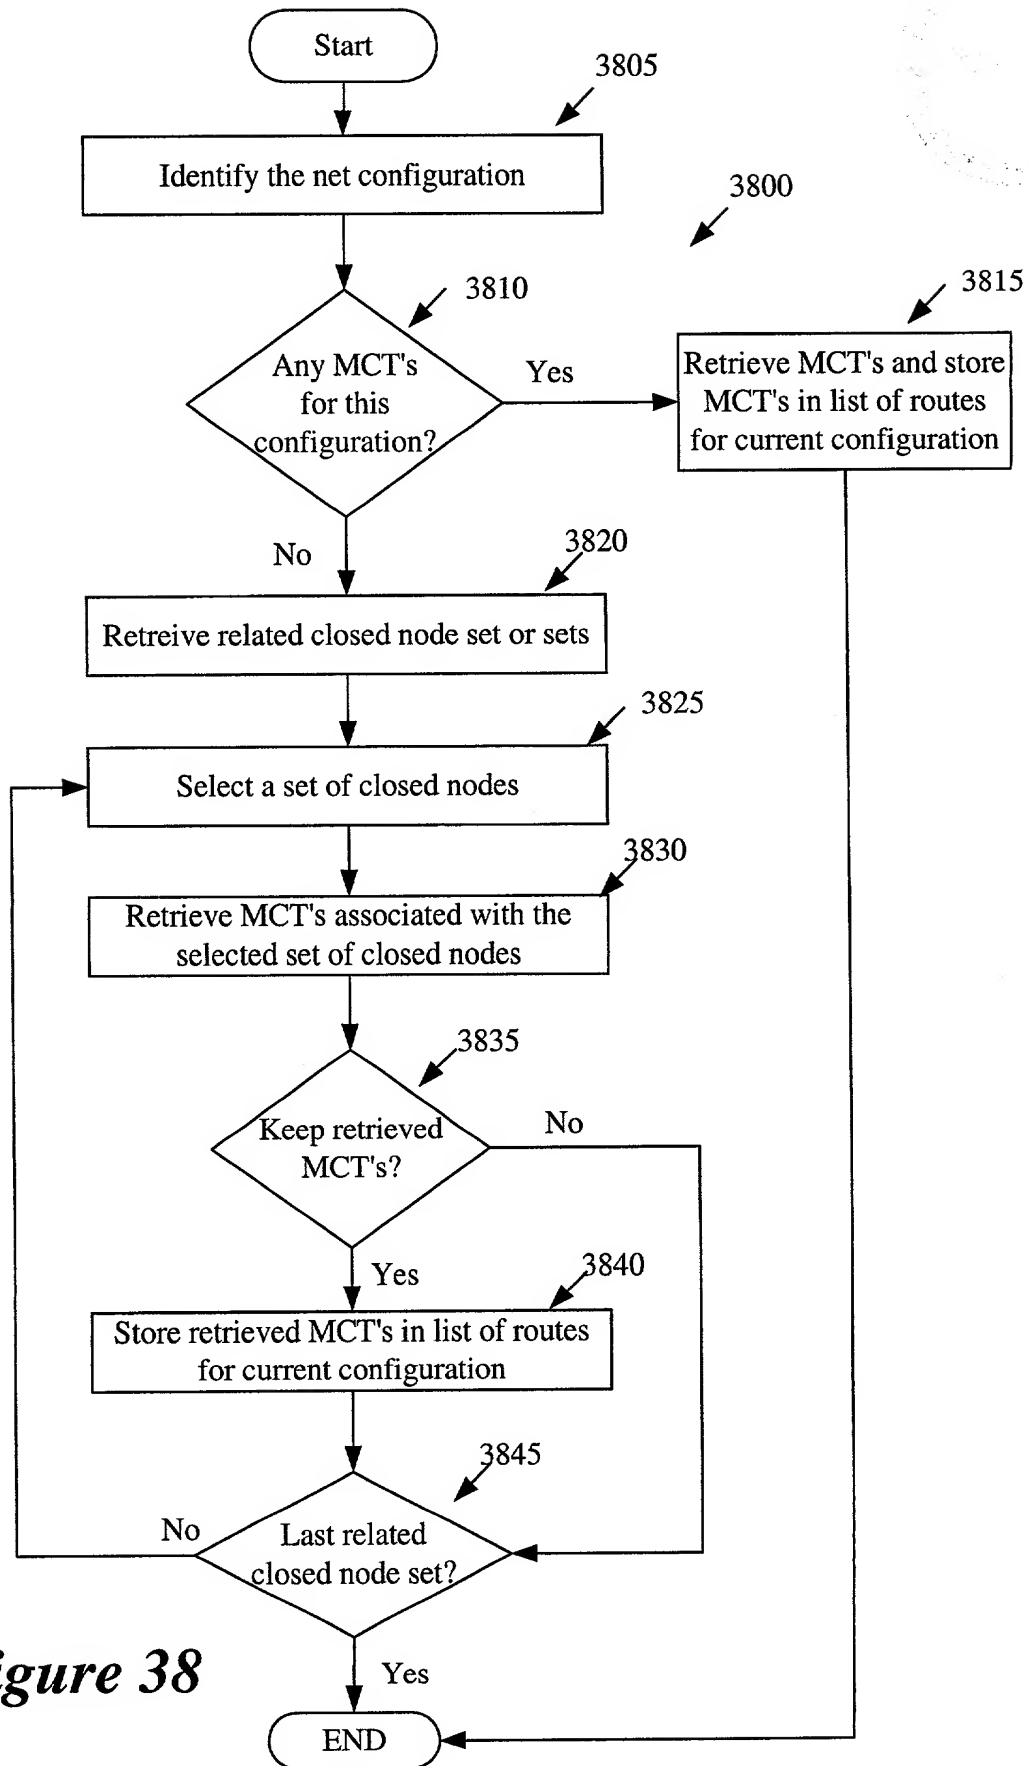 Start
3805
Identify the net configuration
3800
3810
3815
Any MCT's
for this
configuration?
Yes
Retrieve MCT's and store
MCT's in list of routes
for current configuration
No
3820
Retreive related closed node set or sets
3825
Select a set of closed nodes
3830
Retrieve MCT's associated with the
selected set of closed nodes
3835
Keep retrieved
MCT's?
No
Yes
3840
Store retrieved MCT's in list of routes
for current configuration
3845
No
Last related
closed node set?
igure 38
Yes
END